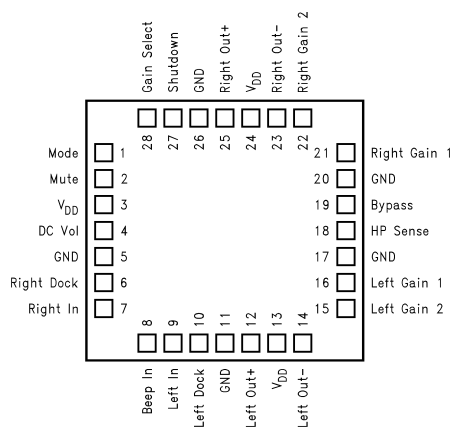 Gain Select
Shutdown
GND
Right Out+
VDD
Right Out-
Right Gain 2
28 27 26 25 24 23 22
Mode 1
Mute 2
VDD 3
DC Vol 4
GND 5
Right Dock 6
Right In 7
21 Right Gain 1
20 GND
19 Bypass
18 HP Sense
17 GND
16 Left Gain 1
15 Left Gain 2
8 9 10 11 12 13 14
Beep In
Left In
Left Dock
GND
Left Out+
VDD
Left Out-